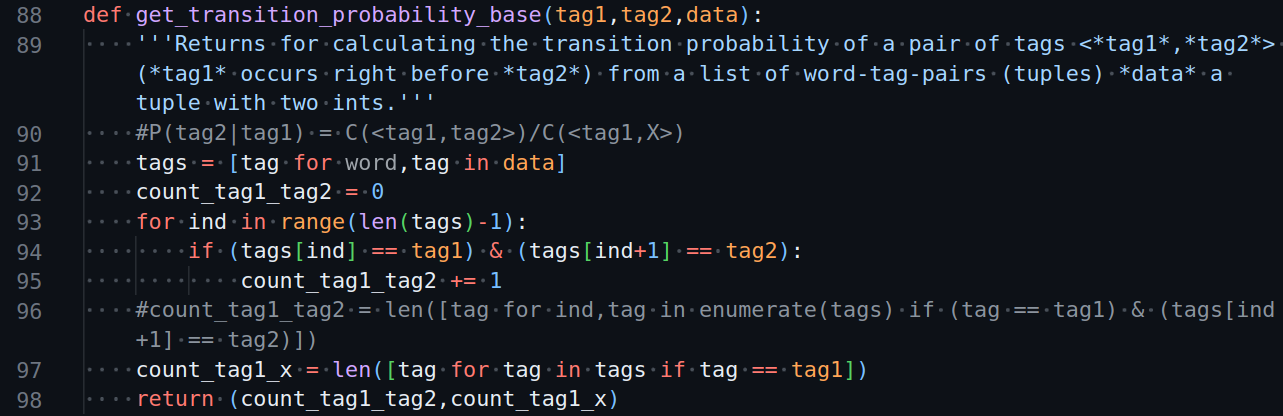 88 def get_transition_probability_base(tag1,tag2,data):
89 '''Returns for calculating the transition probability of a pair of tags <*tag1*,*tag2*>
(*tag1* occurs right before *tag2*) from a list of word-tag-pairs (tuples) *data* a
tuple with two ints.'''
90 #P(tag2|tag1) = C(<tag1,tag2>)/C(<tag1,X>)
91 tags = [tag for word,tag in data]
92 count_tag1_tag2 = 0
93 for ind in range(len(tags)-1):
94 if (tags[ind] == tag1) & (tags[ind+1] == tag2):
95 count_tag1_tag2 += 1
96 #count_tag1_tag2 = len([tag for ind,tag in enumerate(tags) if (tag == tag1) & (tags[ind
+1] == tag2)])
97 count_tag1_x = len([tag for tag in tags if tag == tag1])
98 return (count_tag1_tag2,count_tag1_x)